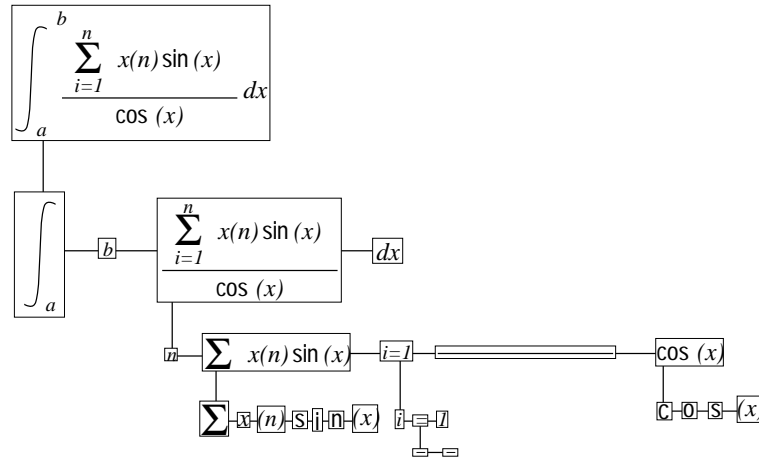 b
n
∑ x(n) sin (x)
i=1
∫ dx
cos (x)
a
n
∑ x(n) sin (x)
∫ b i=1 dx
cos (x)
a
n ∑ x(n) sin (x) i=1 — cos (x)
∑ x (n) s i n (x) i = 1 c o s (x)
– –